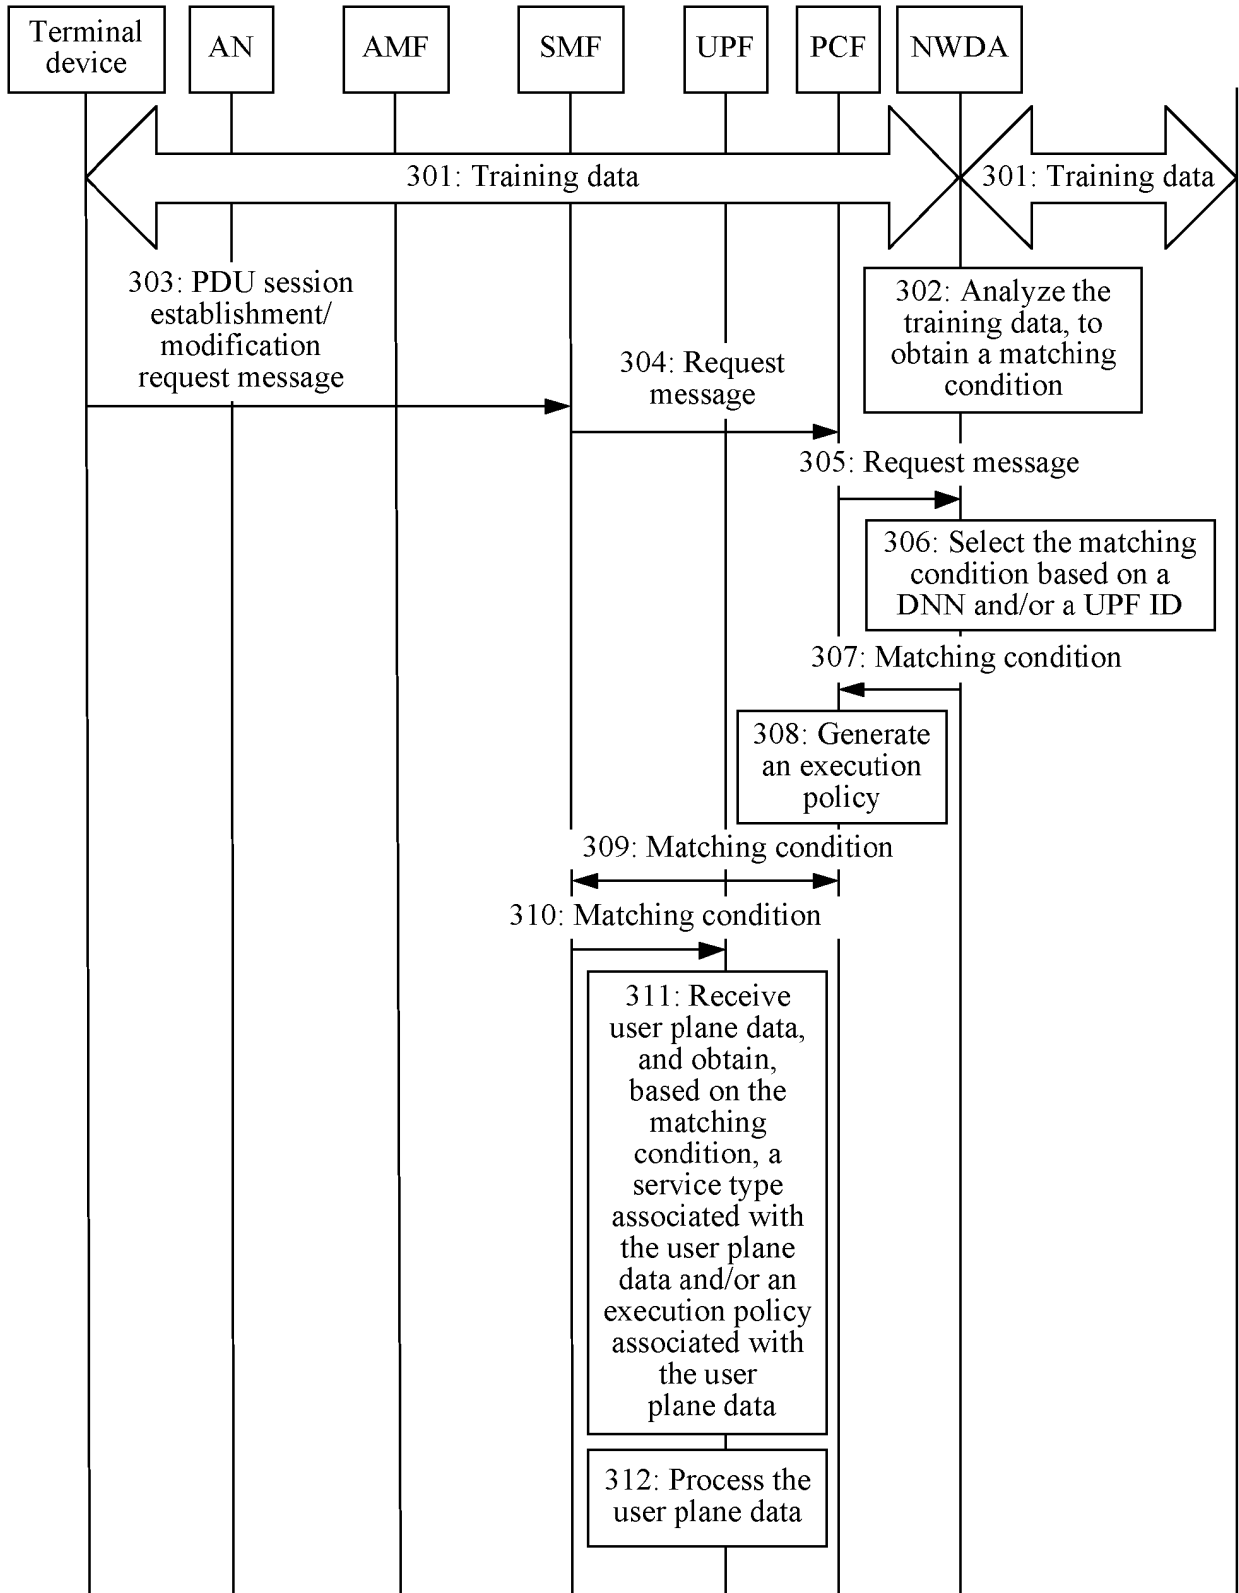 Terminal
device
AN
AMF
SMF
UPF
PCF
NWDA
301: Training data
301: Training data
303: PDU session
establishment/
modification
request message
302: Analyze the
training data, to
obtain a matching
condition
304: Request
message
305: Request message
306: Select the matching
condition based on a
DNN and/or a UPF ID
307: Matching condition
308: Generate
an execution
policy
309: Matching condition
310: Matching condition
311: Receive
user plane data,
and obtain,
based on the
matching
condition, a
service type
associated with
the user plane
data and/or an
execution policy
associated with
the user
plane data
312: Process the
user plane data